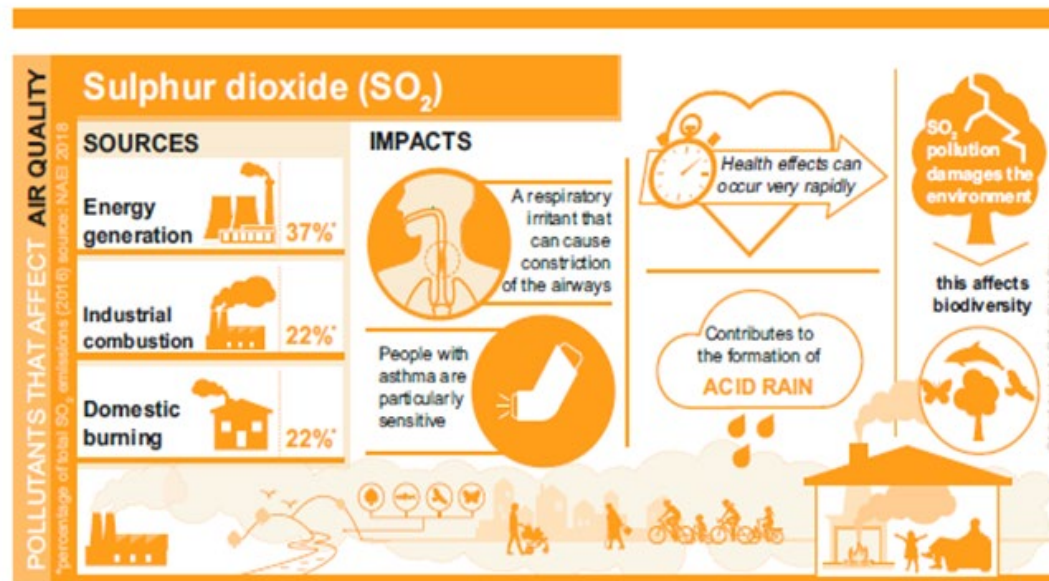 POLLUTANTS THAT AFFECT AIR QUALITY
*percentage of total SO₂ emissions (2016) source: NAEI 2018
Sulphur dioxide (SO₂)
SOURCES
Energy
generation
37%*
Industrial
combustion
22%*
Domestic
burning
22%*
IMPACTS
A respiratory
irritant that
can cause
constriction
of the airways
People with
asthma are
particularly
sensitive
Health effects can
occur very rapidly
Contributes to
the formation of
ACID RAIN
SO₂
pollution
damages the
environment
this affects
biodiversity